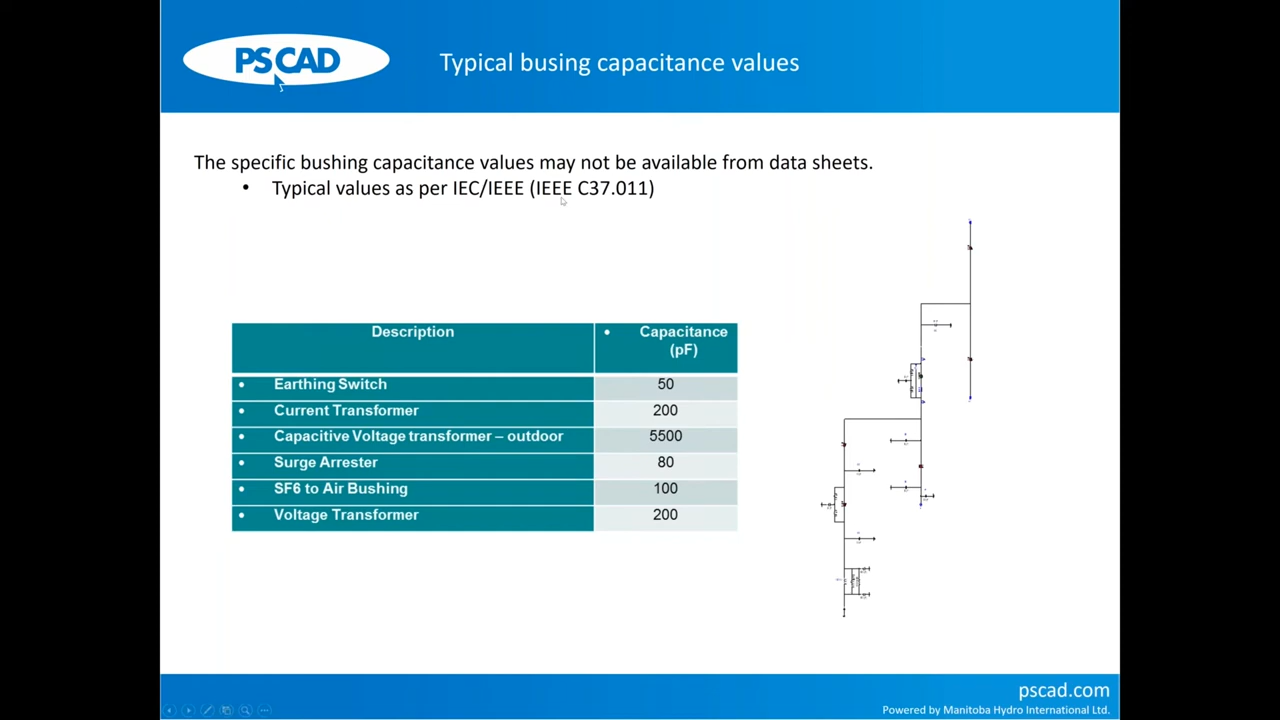 PSCAD
Typical busing capacitance values
The specific bushing capacitance values may not be available from data sheets.
• Typical values as per IEC/IEEE (IEEE C37.011)
Description • Capacitance (pF)
• Earthing Switch 50
• Current Transformer 200
• Capacitive Voltage transformer – outdoor 5500
• Surge Arrester 80
• SF6 to Air Bushing 100
• Voltage Transformer 200
pscad.com
Powered by Manitoba Hydro International Ltd.